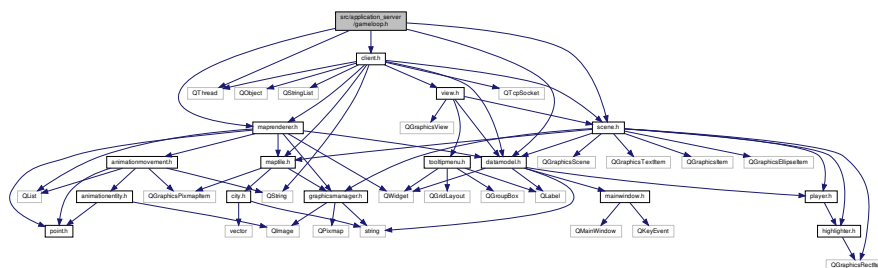 src/application_server
/gameloop.h
client.h
QThread
QObject
QStringList
view.h
QTcpSocket
QGraphicsView
maprenderer.h
scene.h
animationmovement.h
maptile.h
tooltipmenu.h
datamodel.h
QGraphicsScene
QGraphicsTextItem
QGraphicsItem
QGraphicsEllipseItem
QList
animationentity.h
QGraphicsPixmapItem
QString
city.h
graphicsmanager.h
QWidget
QGridLayout
QGroupBox
QLabel
mainwindow.h
player.h
point.h
vector
QImage
QPixmap
string
QMainWindow
QKeyEvent
highlighter.h
QGraphicsRectIte